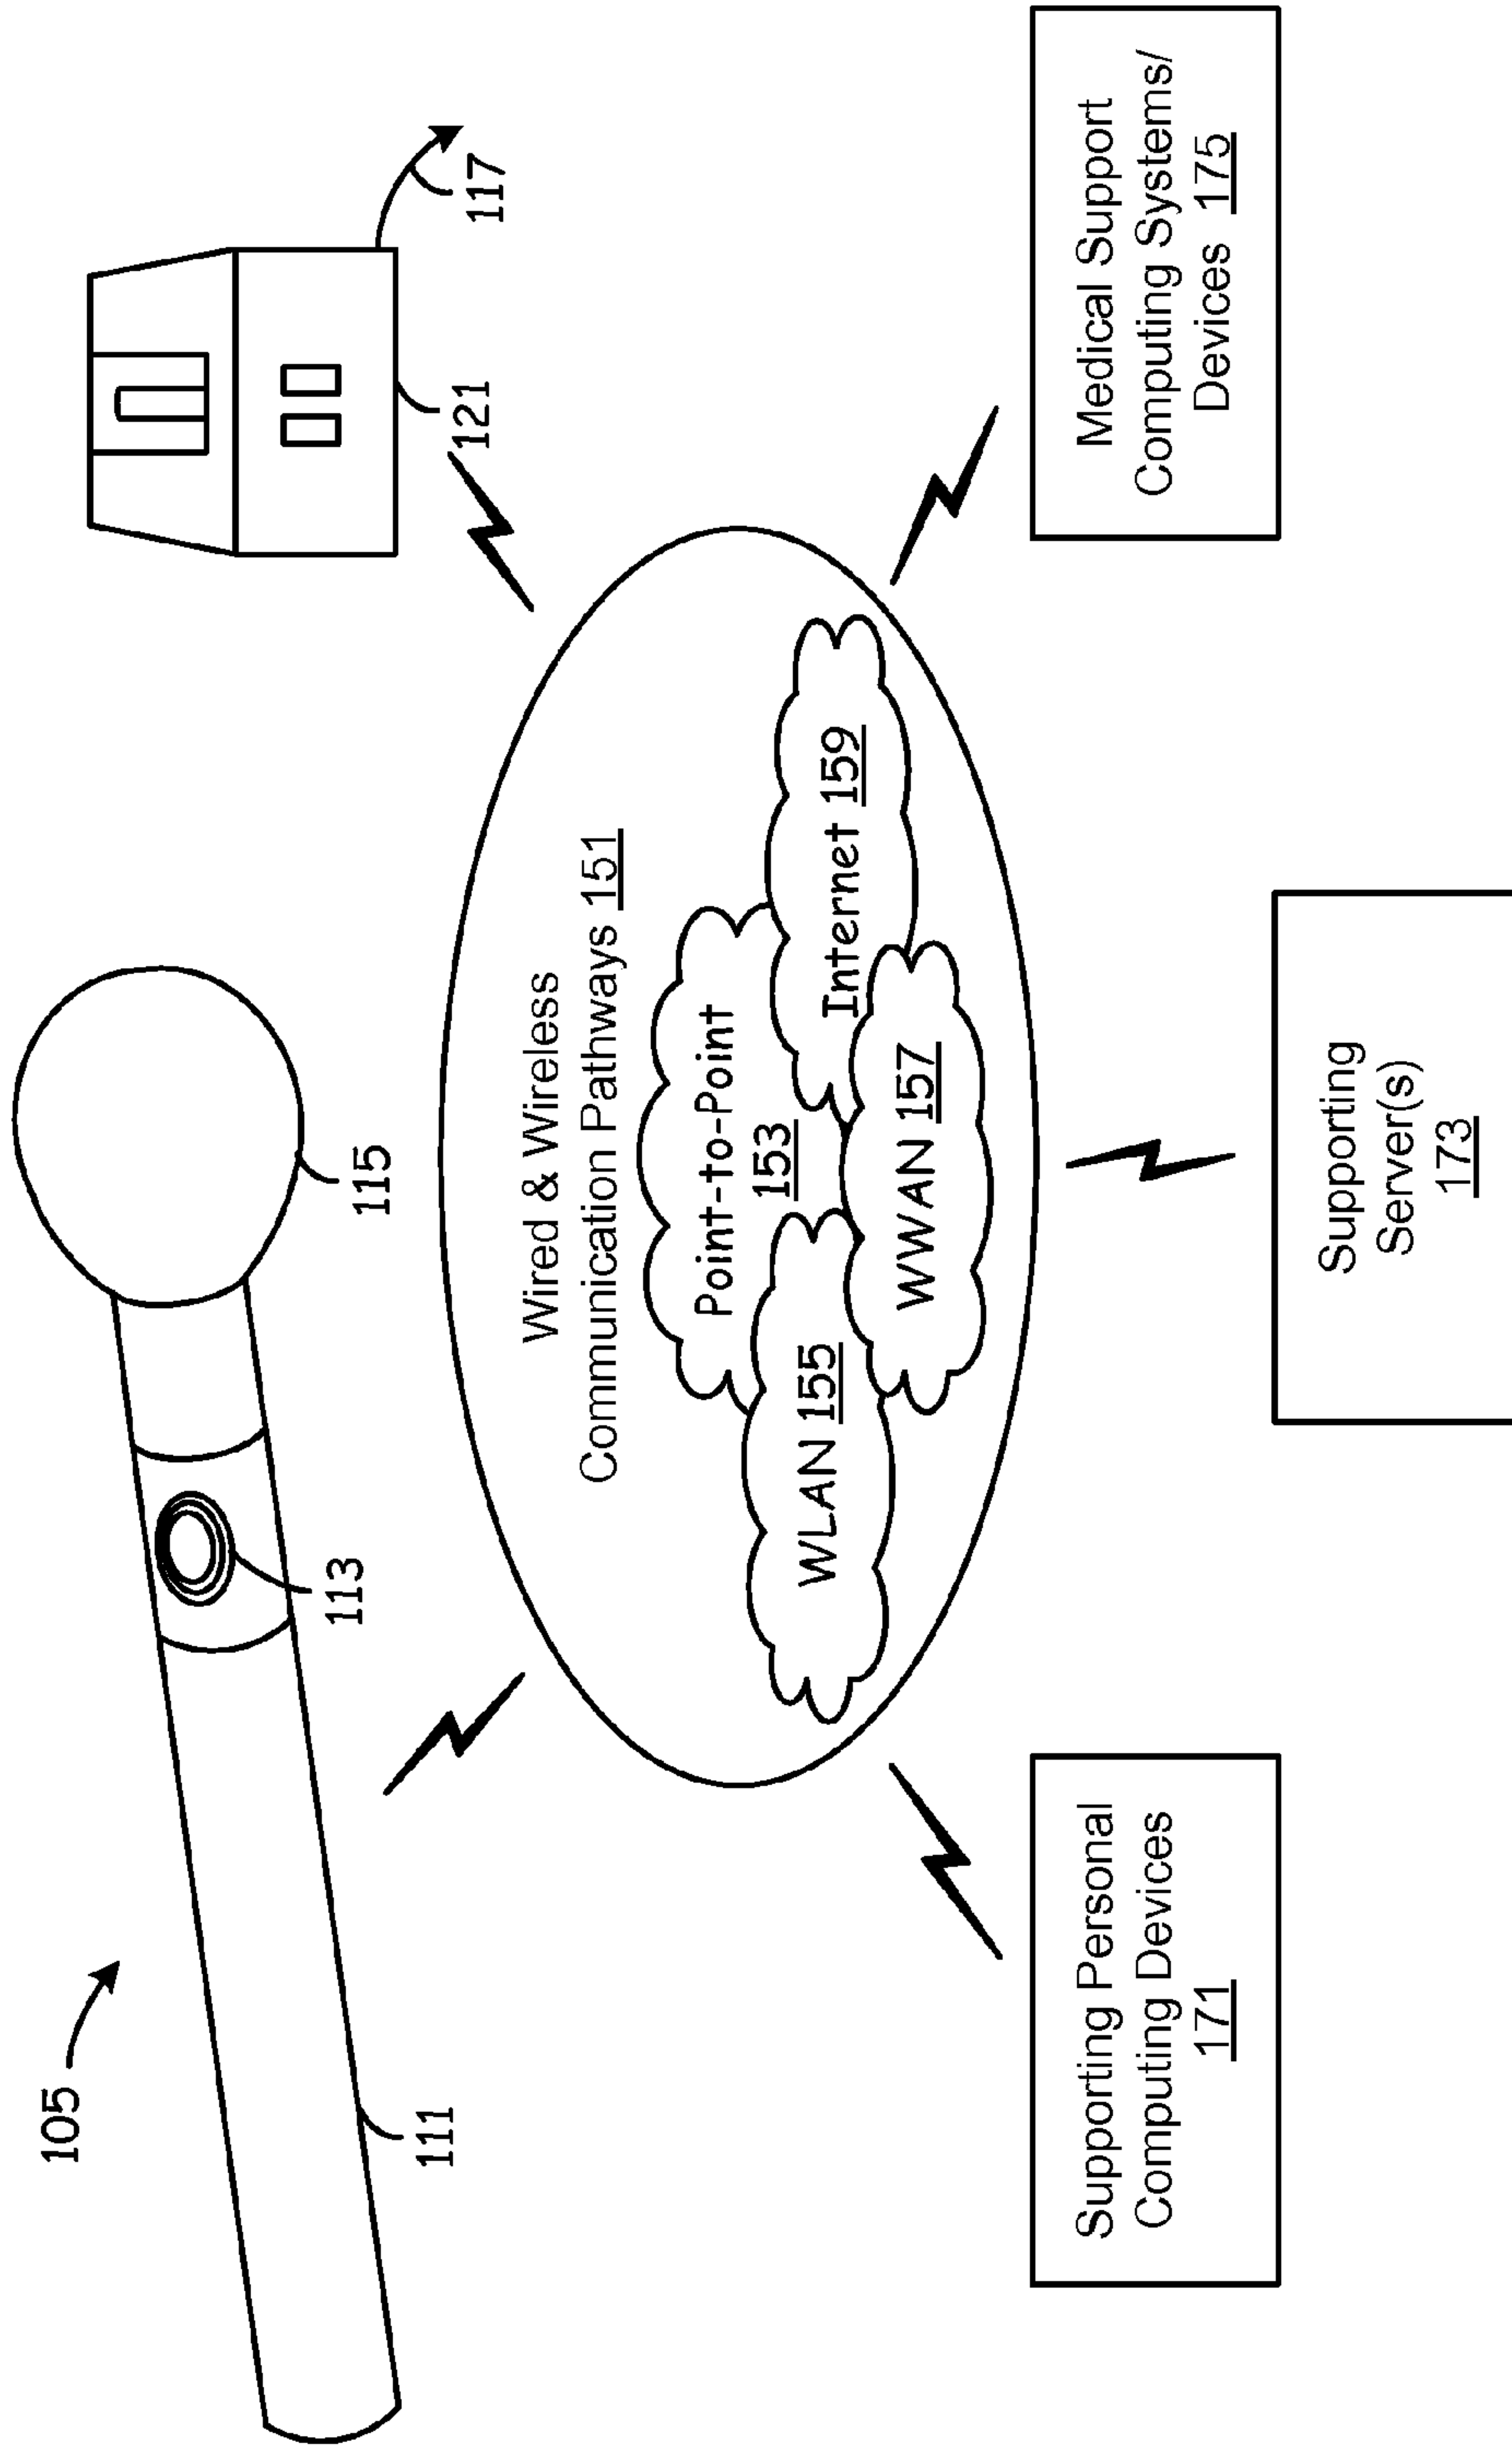 105
111
113
115
121
117
Wired & Wireless
Communication Pathways 151
Point-to-Point
153
WLAN 155
WWAN 157
Internet 159
Supporting Personal
Computing Devices
171
Supporting
Server(s)
173
Medical Support
Computing Systems/
Devices 175